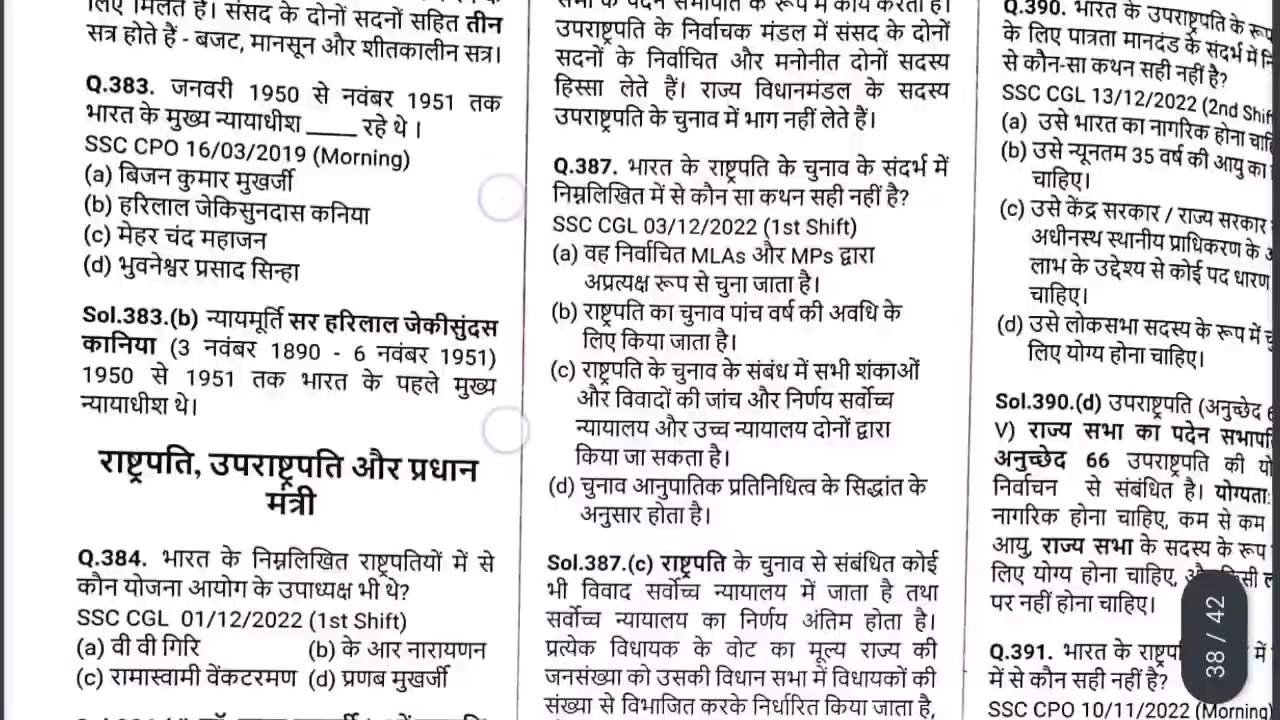 लिए मिलते हैं। संसद के दोनों सदनों सहित तीन
सत्र होते हैं - बजट, मानसून और शीतकालीन सत्र।
Q.383. जनवरी 1950 से नवंबर 1951 तक
भारत के मुख्य न्यायाधीश ____ रहे थे ।
SSC CPO 16/03/2019 (Morning)
(a) बिजन कुमार मुखर्जी
(b) हरिलाल जेकिसुनदास कनिया
(c) मेहर चंद महाजन
(d) भुवनेश्वर प्रसाद सिन्हा
Sol.383.(b) न्यायमूर्ति सर हरिलाल जेकीसुंदस
कानिया (3 नवंबर 1890 - 6 नवंबर 1951)
1950 से 1951 तक भारत के पहले मुख्य
न्यायाधीश थे।
राष्ट्रपति, उपराष्ट्रपति और प्रधान
मंत्री
Q.384. भारत के निम्नलिखित राष्ट्रपतियों में से
कौन योजना आयोग के उपाध्यक्ष भी थे?
SSC CGL 01/12/2022 (1st Shift)
(a) वी वी गिरि (b) के आर नारायणन
(c) रामास्वामी वेंकटरमण (d) प्रणब मुखर्जी
सभा के पदेन सभापति के रूप में कार्य करता है।
उपराष्ट्रपति के निर्वाचक मंडल में संसद के दोनों
सदनों के निर्वाचित और मनोनीत दोनों सदस्य
हिस्सा लेते हैं। राज्य विधानमंडल के सदस्य
उपराष्ट्रपति के चुनाव में भाग नहीं लेते हैं।
Q.387. भारत के राष्ट्रपति के चुनाव के संदर्भ में
निम्नलिखित में से कौन सा कथन सही नहीं है?
SSC CGL 03/12/2022 (1st Shift)
(a) वह निर्वाचित MLAs और MPs द्वारा
अप्रत्यक्ष रूप से चुना जाता है।
(b) राष्ट्रपति का चुनाव पांच वर्ष की अवधि के
लिए किया जाता है।
(c) राष्ट्रपति के चुनाव के संबंध में सभी शंकाओं
और विवादों की जांच और निर्णय सर्वोच्च
न्यायालय और उच्च न्यायालय दोनों द्वारा
किया जा सकता है।
(d) चुनाव आनुपातिक प्रतिनिधित्व के सिद्धांत के
अनुसार होता है।
Sol.387.(c) राष्ट्रपति के चुनाव से संबंधित कोई
भी विवाद सर्वोच्च न्यायालय में जाता है तथा
सर्वोच्च न्यायालय का निर्णय अंतिम होता है।
प्रत्येक विधायक के वोट का मूल्य राज्य की
जनसंख्या को उसकी विधान सभा में विधायकों की
संख्या से विभाजित करके निर्धारित किया जाता है,
Q.390. भारत के उपराष्ट्रपति के रूप
के लिए पात्रता मानदंड के संदर्भ में
से कौन-सा कथन सही नहीं है?
SSC CGL 13/12/2022 (2nd Shif
(a) उसे भारत का नागरिक होना
(b) उसे न्यूनतम 35 वर्ष की आयु का
चाहिए।
(c) उसे केंद्र सरकार / राज्य सरकार
अधीनस्थ स्थानीय प्राधिकरण के
लाभ के उद्देश्य से कोई पद धारण
चाहिए।
(d) उसे लोकसभा सदस्य के रूप में
लिए योग्य होना चाहिए।
Sol.390.(d) उपराष्ट्रपति (अनुच्छेद
V) राज्य सभा का पदेन
अनुच्छेद 66 उपराष्ट्रपति की
निर्वाचन से संबंधित है। योग्यता:
नागरिक होना चाहिए, कम से कम
आयु, राज्य सभा के सदस्य के रूप
लिए योग्य होना चाहिए,
पर नहीं होना चाहिए।
Q.391. भारत के में
में से कौन सही नहीं है?
SSC CPO 10/11/2022 (Morning)
38 / 42